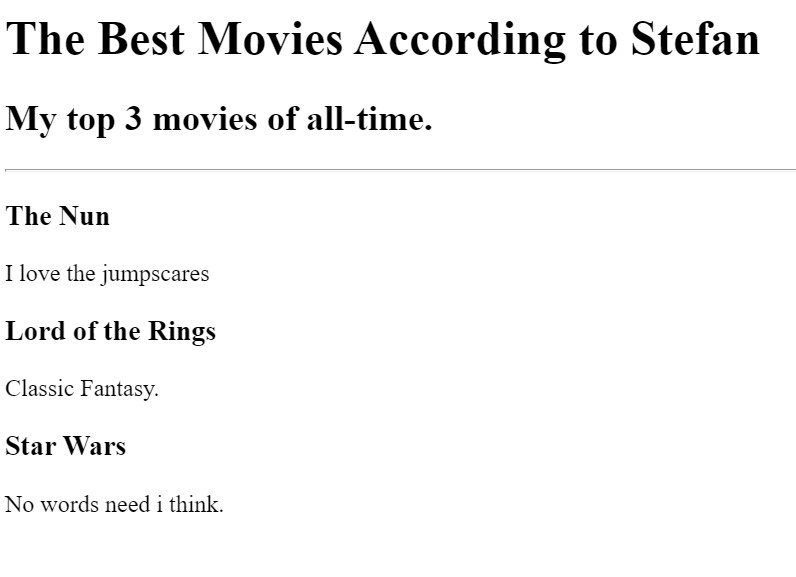 The Best Movies According to Stefan
My top 3 movies of all-time.
The Nun
I love the jumpscares
Lord of the Rings
Classic Fantasy.
Star Wars
No words need i think.